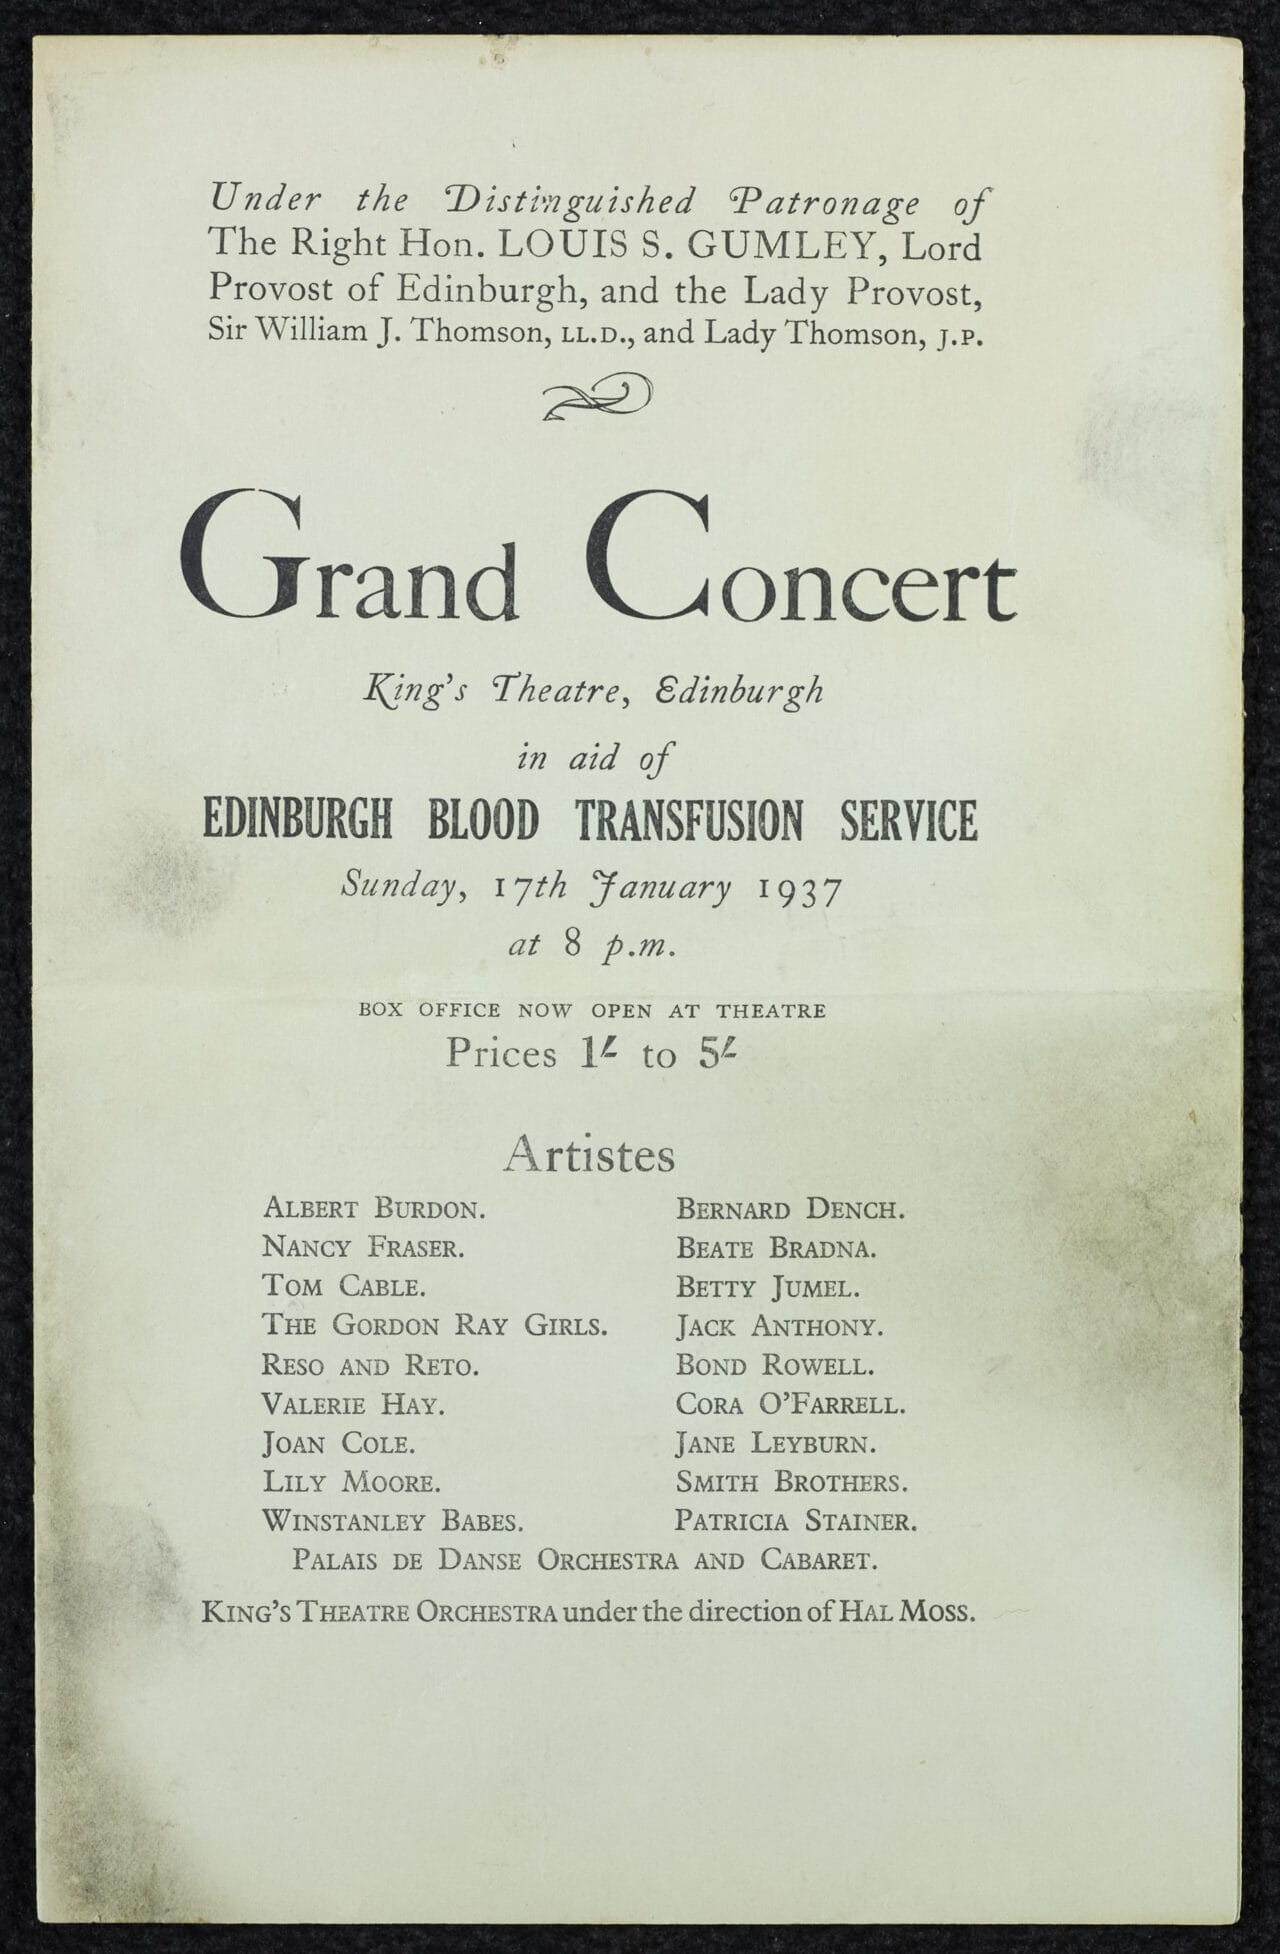 Under the Distinguished Patronage of
The Right Hon. LOUIS S. GUMLEY, Lord
Provost of Edinburgh, and the Lady Provost,
Sir William J. Thomson, LL.D., and Lady Thomson, J.P.
Grand Concert
King's Theatre, Edinburgh
in aid of
EDINBURGH BLOOD TRANSFUSION SERVICE
Sunday, 17th January 1937
at 8 p.m.
BOX OFFICE NOW OPEN AT THEATRE
Prices 1/- to 5/-
Artistes
ALBERT BURDON.
NANCY FRASER.
TOM CABLE.
THE GORDON RAY GIRLS.
RESO AND RETO.
VALERIE HAY.
JOAN COLE.
LILY MOORE.
WINSTANLEY BABES.
BERNARD DENCH.
BEATE BRADNA.
BETTY JUMEL.
JACK ANTHONY.
BOND ROWELL.
CORA O'FARRELL.
JANE LEYBURN.
SMITH BROTHERS.
PATRICIA STAINER.
PALAIS DE DANSE ORCHESTRA AND CABARET.
KING'S THEATRE ORCHESTRA under the direction of HAL MOSS.